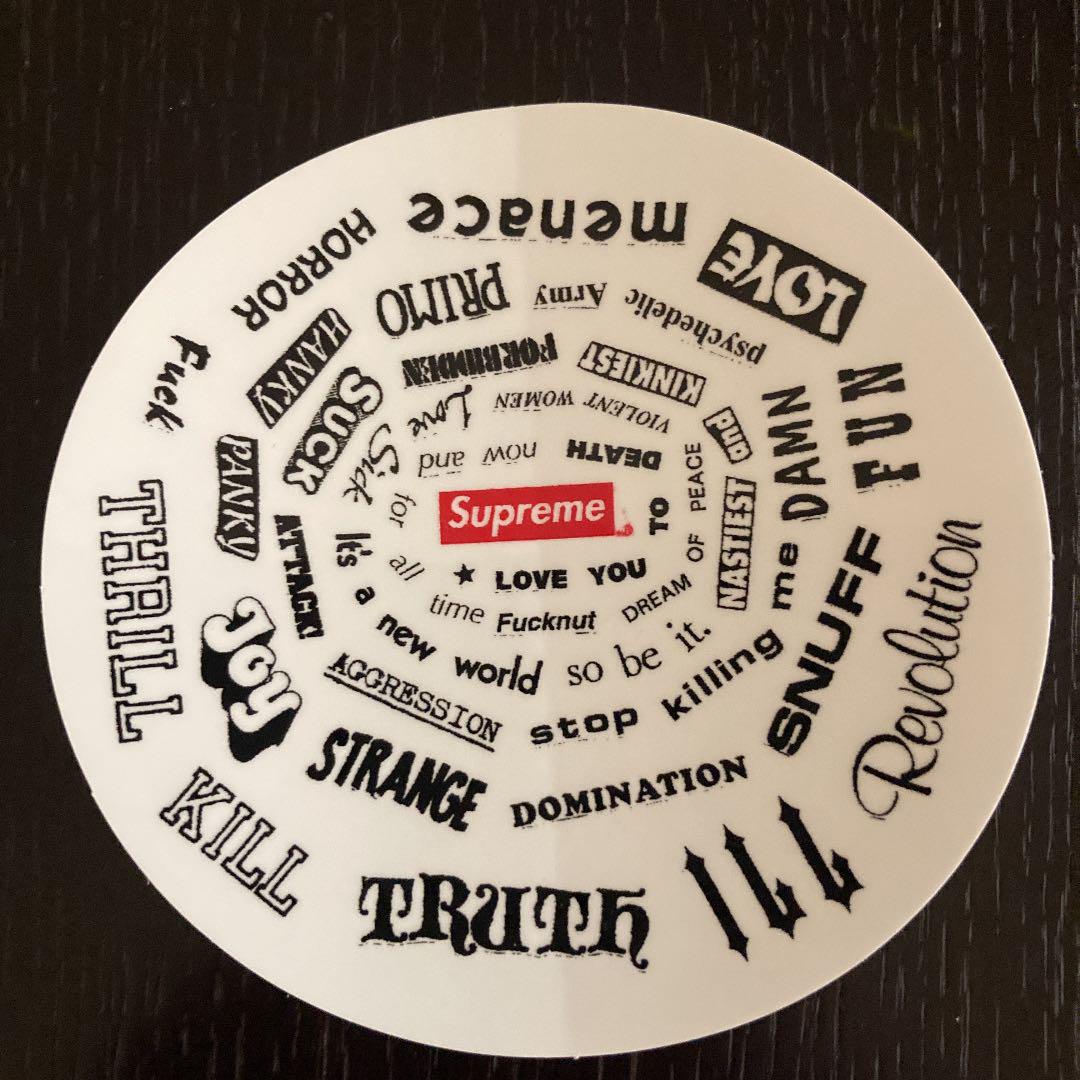 Supreme
★ LOVE YOU
TO
DEATH
now and
for
all
time
Fucknut
DREAM
OF PEACE
VIOLENT WOMEN
Love
Sick
It's a
new world
so be it.
NASTIEST
and
KINKIEST
FORBIDDEN
SUCK
ATTACK
AGGRESSION
stop killing
me
DAMN
psychedelic
Army
PRIMO
HANKY
PANKY
JOY
STRANGE
DOMINATION
SNUFF
FUN
LOVE
menace
HORROR
Fuck
THRILL
KILL
TRUTH
ILL
Revolution